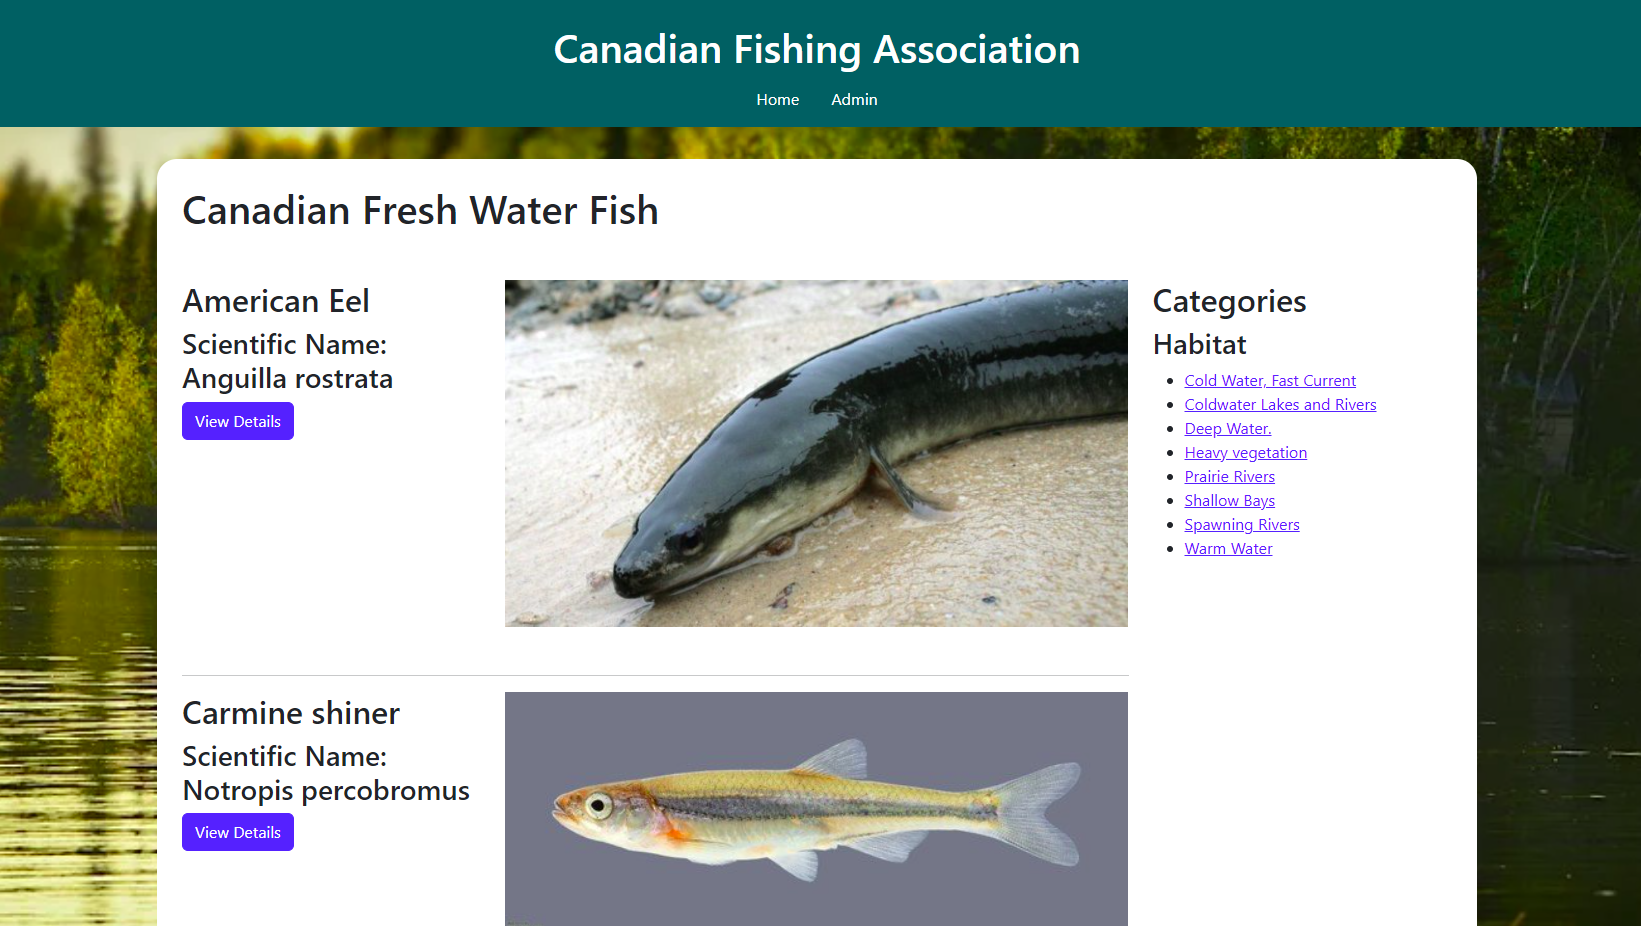 Canadian Fishing Association
Home Admin
Canadian Fresh Water Fish
American Eel
Scientific Name:
Anguilla rostrata
View Details
Carmine shiner
Scientific Name:
Notropis percobromus
View Details
Categories
Habitat
Cold Water, Fast Current
Coldwater Lakes and Rivers
Deep Water.
Heavy vegetation
Prairie Rivers
Shallow Bays
Spawning Rivers
Warm Water